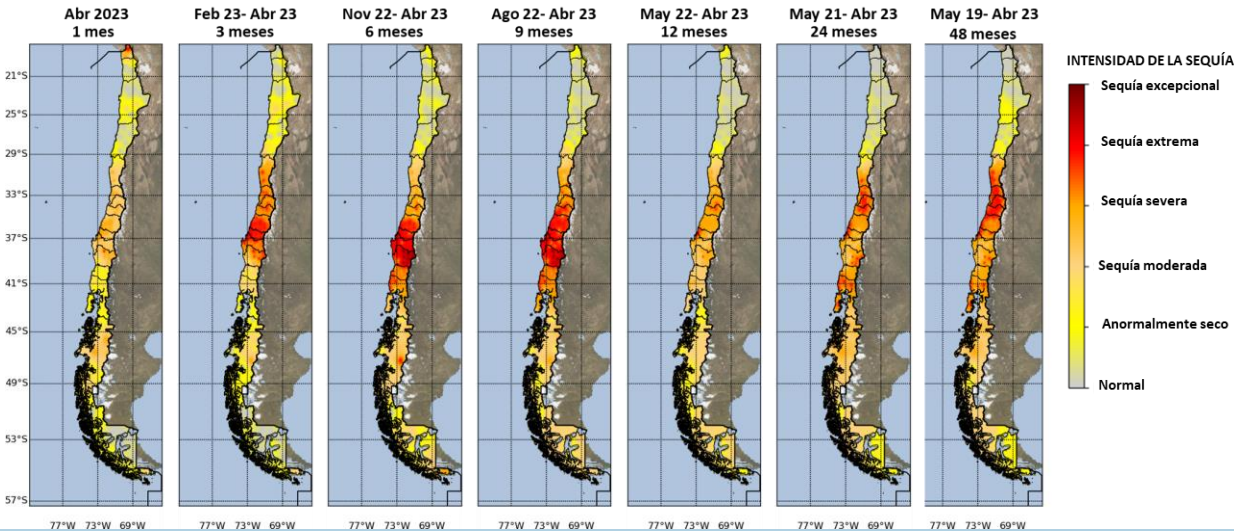 Abr 2023
1 mes
Feb 23- Abr 23
3 meses
Nov 22- Abr 23
6 meses
Ago 22- Abr 23
9 meses
May 22- Abr 23
12 meses
May 21- Abr 23
24 meses
May 19- Abr 23
48 meses
INTENSIDAD DE LA SEQUÍA
Sequía excepcional
Sequía extrema
Sequía severa
Sequía moderada
Anormalmente seco
Normal
21°S
25°S
29°S
33°S
37°S
41°S
45°S
49°S
53°S
57°S
77°W 73°W 69°W
77°W 73°W 69°W
77°W 73°W 69°W
77°W 73°W 69°W
77°W 73°W 69°W
77°W 73°W 69°W
77°W 73°W 69°W